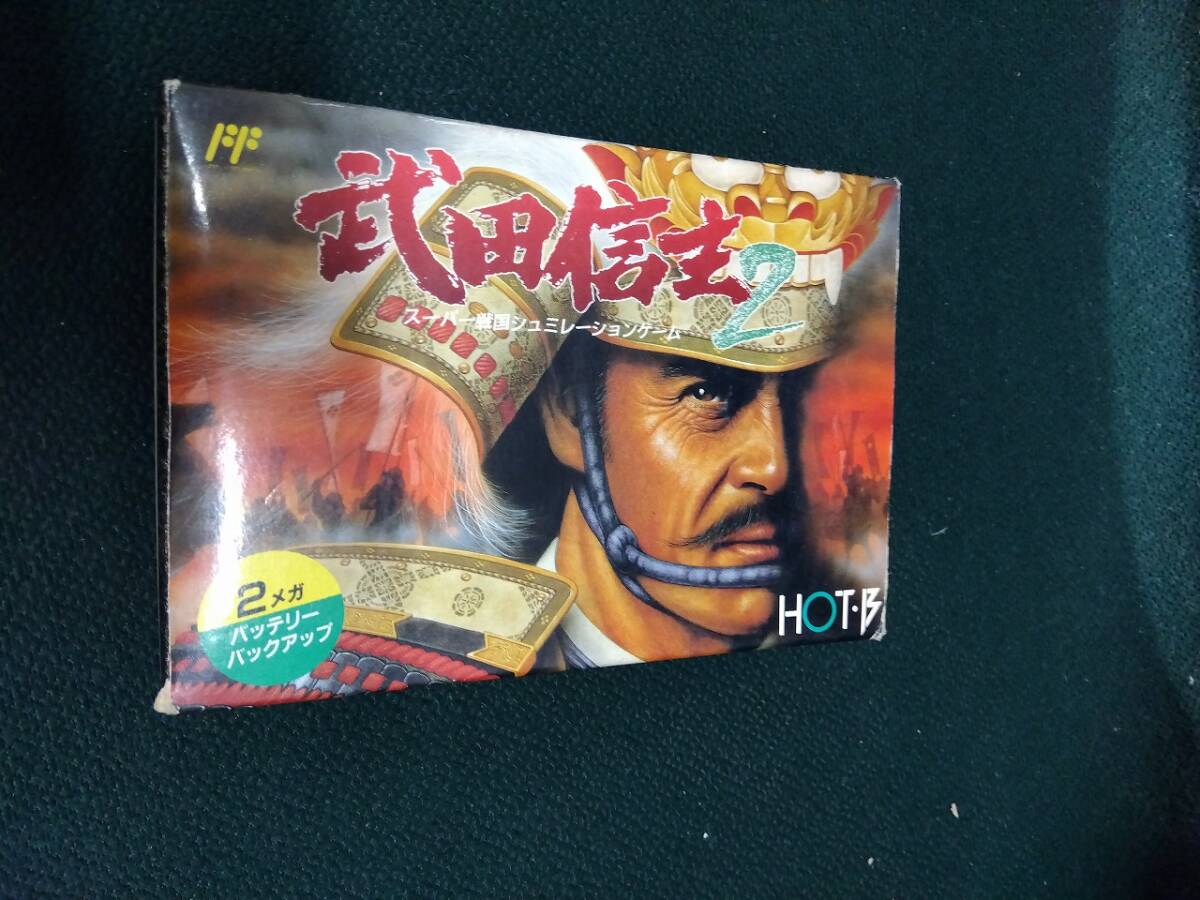 FF
武田信玄2
スーパー戦国シュミレーションゲーム
2メガ
バッテリー
バックアップ
HOT・B